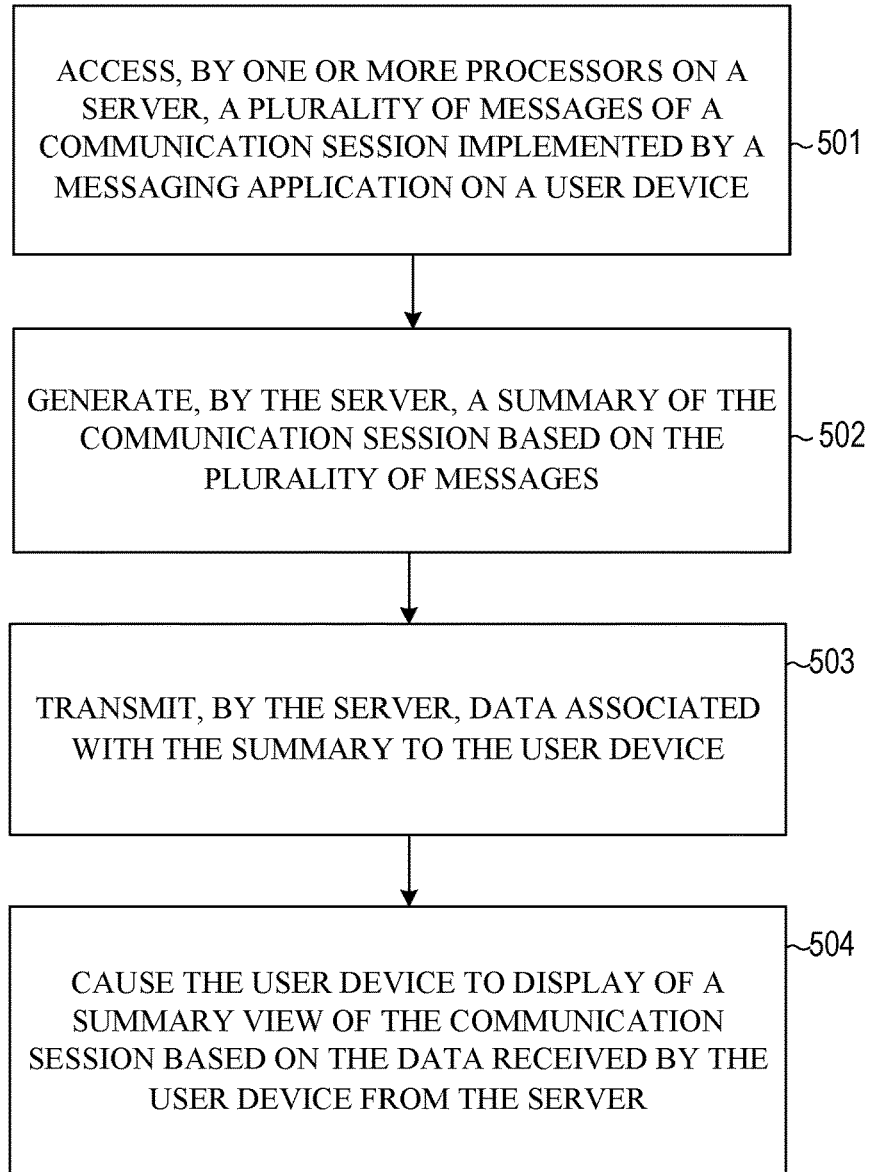 ACCESS, BY ONE OR MORE PROCESSORS ON A
SERVER, A PLURALITY OF MESSAGES OF A
COMMUNICATION SESSION IMPLEMENTED BY A
MESSAGING APPLICATION ON A USER DEVICE
501
GENERATE, BY THE SERVER, A SUMMARY OF THE
COMMUNICATION SESSION BASED ON THE
PLURALITY OF MESSAGES
502
TRANSMIT, BY THE SERVER, DATA ASSOCIATED
WITH THE SUMMARY TO THE USER DEVICE
503
CAUSE THE USER DEVICE TO DISPLAY OF A
SUMMARY VIEW OF THE COMMUNICATION
SESSION BASED ON THE DATA RECEIVED BY THE
USER DEVICE FROM THE SERVER
504